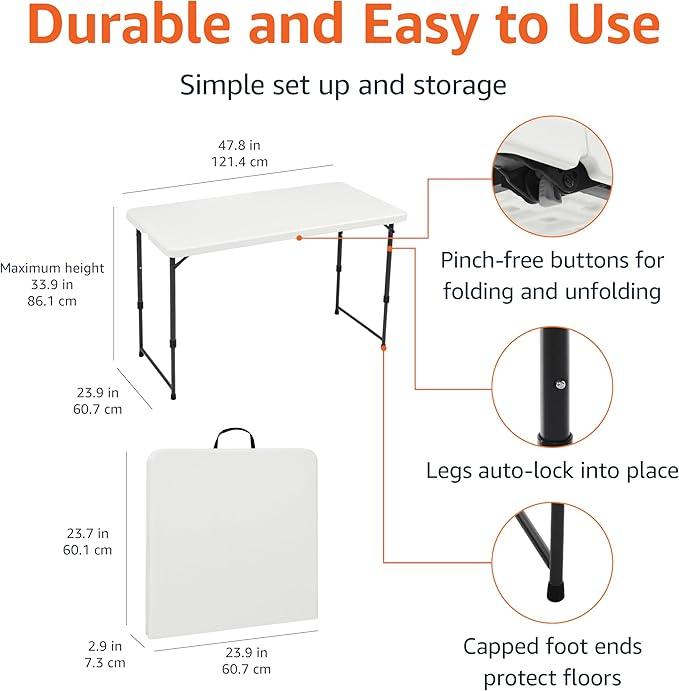 Durable and Easy to Use
Simple set up and storage
47.8 in
121.4 cm
Maximum height
33.9 in
86.1 cm
23.9 in
60.7 cm
Pinch-free buttons for
folding and unfolding
Legs auto-lock into place
23.7 in
60.1 cm
2.9 in
7.3 cm
23.9 in
60.7 cm
Capped foot ends
protect floors